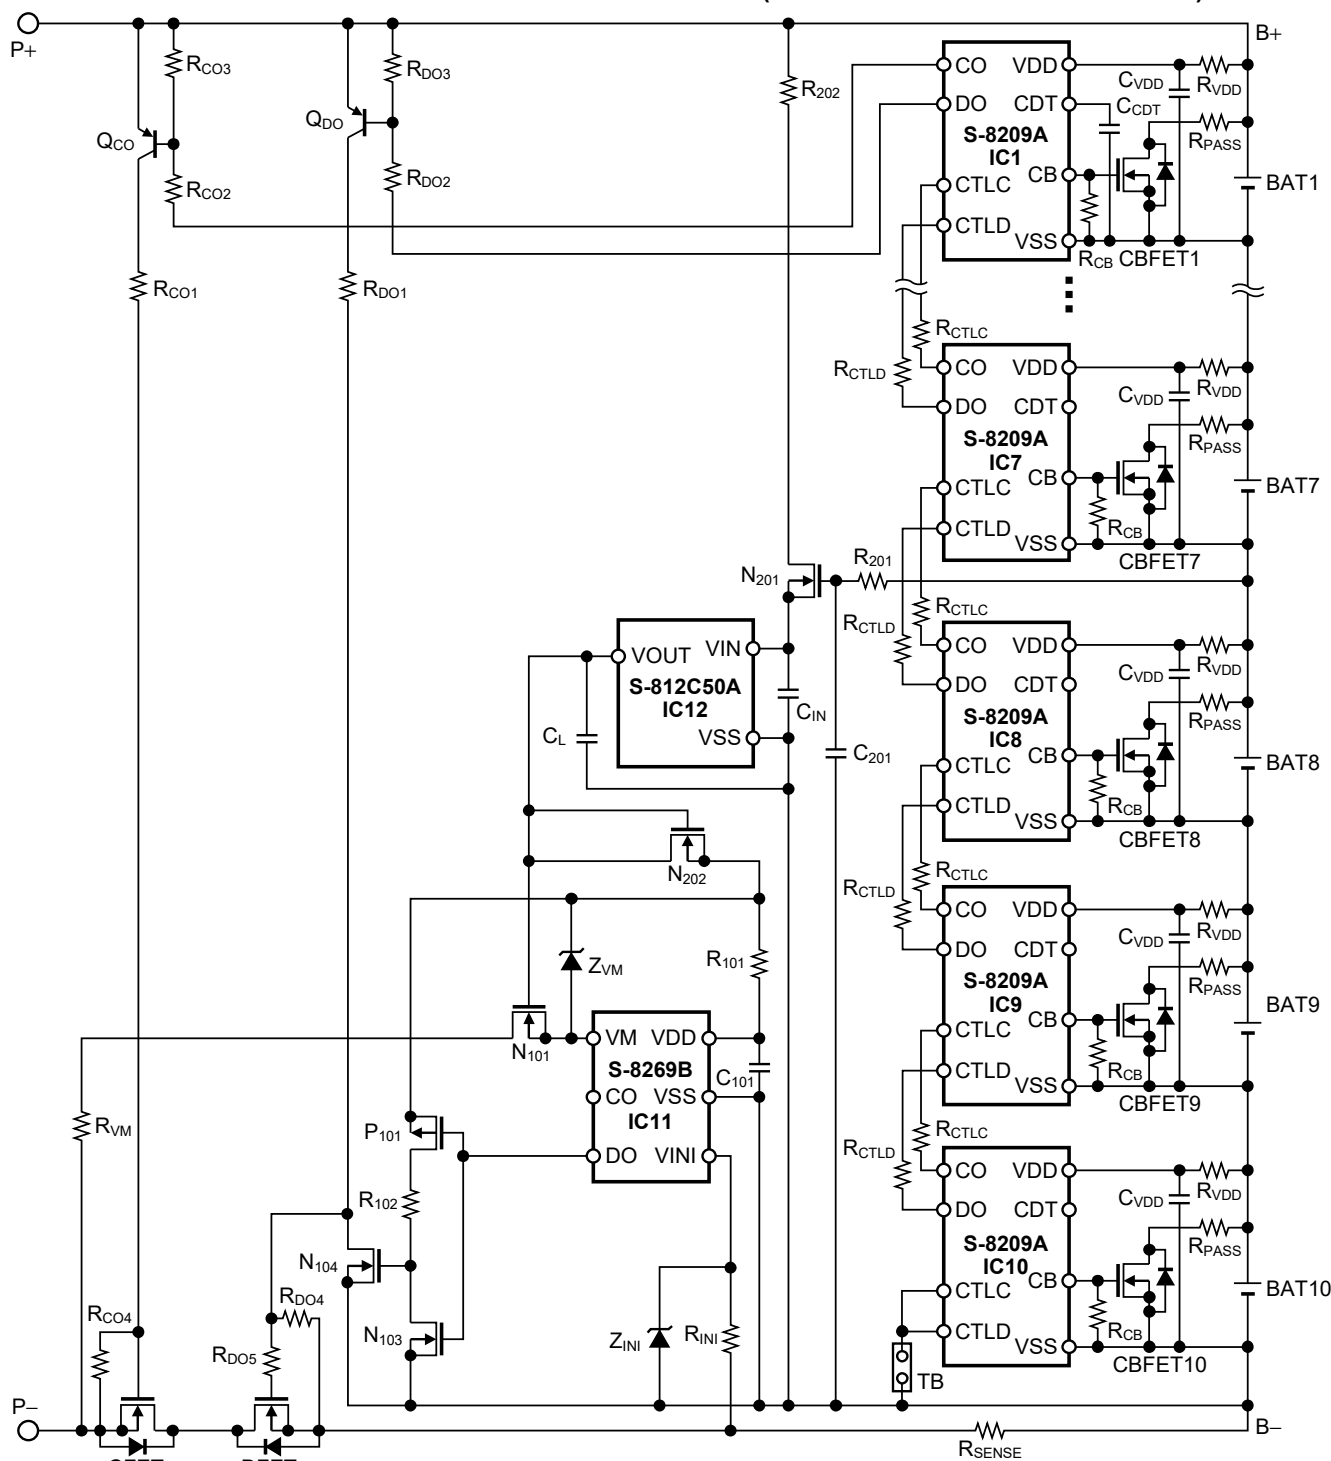 P+
B+
RCO3
RDO3
R202
CO
VDD
CVDD
RVDD
DO
CDT
CCDT
QCO
QDO
S-8209A
IC1
RPASS
RCO2
RDO2
CB
CTLC
BAT1
CTLD
VSS
RCB
CBFET1
RCO1
RDO1
RCTLC
RCTLD
CO
VDD
CVDD
RVDD
DO
CDT
S-8209A
IC7
RPASS
CB
CTLC
BAT7
CTLD
RCB
VSS
CBFET7
N201
R201
RCTLC
RCTLD
VOUT
VIN
S-812C50A
IC12
VSS
CIN
CL
C201
CO
VDD
CVDD
RVDD
DO
CDT
S-8209A
IC8
RPASS
CB
CTLC
BAT8
CTLD
RCB
VSS
CBFET8
N202
RCTLC
RCTLD
ZVM
R101
CO
VDD
CVDD
RVDD
DO
CDT
S-8209A
IC9
RPASS
CB
CTLC
BAT9
CTLD
RCB
VSS
CBFET9
N101
VM
VDD
S-8269B
C101
CO
VSS
IC11
DO
VINI
RVM
P101
R102
RCTLC
RCTLD
CO
VDD
CVDD
RVDD
DO
CDT
S-8209A
IC10
RPASS
CB
CTLC
BAT10
CTLD
RCB
VSS
CBFET10
N104
RDO4
RCO4
RDO5
N103
ZINI
RINI
TB
P−
B−
RSENSE